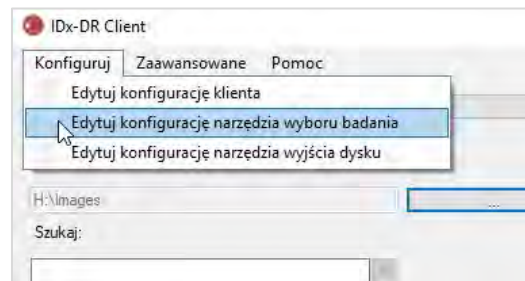 IDx-DR Client
Konfiguruj Zaawansowane Pomoc
Edytuj konfigurację klienta
Edytuj konfigurację narzędzia wyboru badania
Edytuj konfigurację narzędzia wyjścia dysku
H:\Images ...
Szukaj: